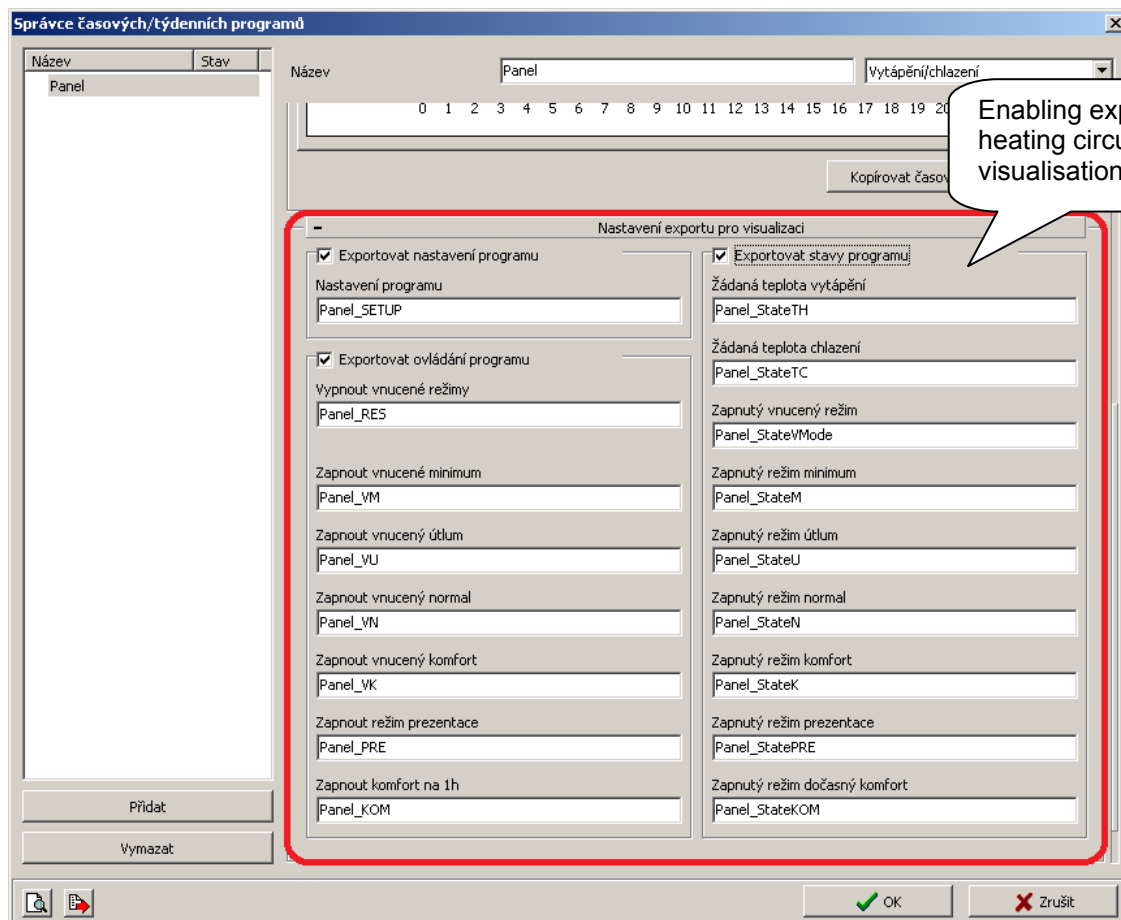 Správce časových/týdenních programů
Název Stav
Panel
Název Panel Vytápění/chlazení
0 1 2 3 4 5 6 7 8 9 10 11 12 13 14 15 16 17 18 19 20
Enabling
heating
visualisation
Kopírovat
Nastavení exportu pro visualizaci
Exportovat nastavení programu
Nastavení programu
Panel_SETUP
Exportovat ovládání programu
Vypnout vnucené režimy
Panel_RES
Zapnout vnucené minimum
Panel_VM
Zapnout vnucený útlum
Panel_VU
Zapnout vnucený normal
Panel_VN
Zapnout vnucený komfort
Panel_VK
Zapnout režim prezentace
Panel_PRE
Zapnout komfort na 1h
Panel_KOM
Exportovat stavy programu
Žádaná teplota vytápění
Panel_StateTH
Žádaná teplota chlazení
Panel_StateTC
Zapnutý vnucený režim
Panel_StateVMode
Zapnutý režim minimum
Panel_StateM
Zapnutý režim útlum
Panel_StateU
Zapnutý režim normal
Panel_StateN
Zapnutý režim komfort
Panel_StateK
Zapnutý režim prezentace
Panel_StatePRE
Zapnutý režim dočasný komfort
Panel_StateKOM
Přidat
Vymazat
OK
Zrušit